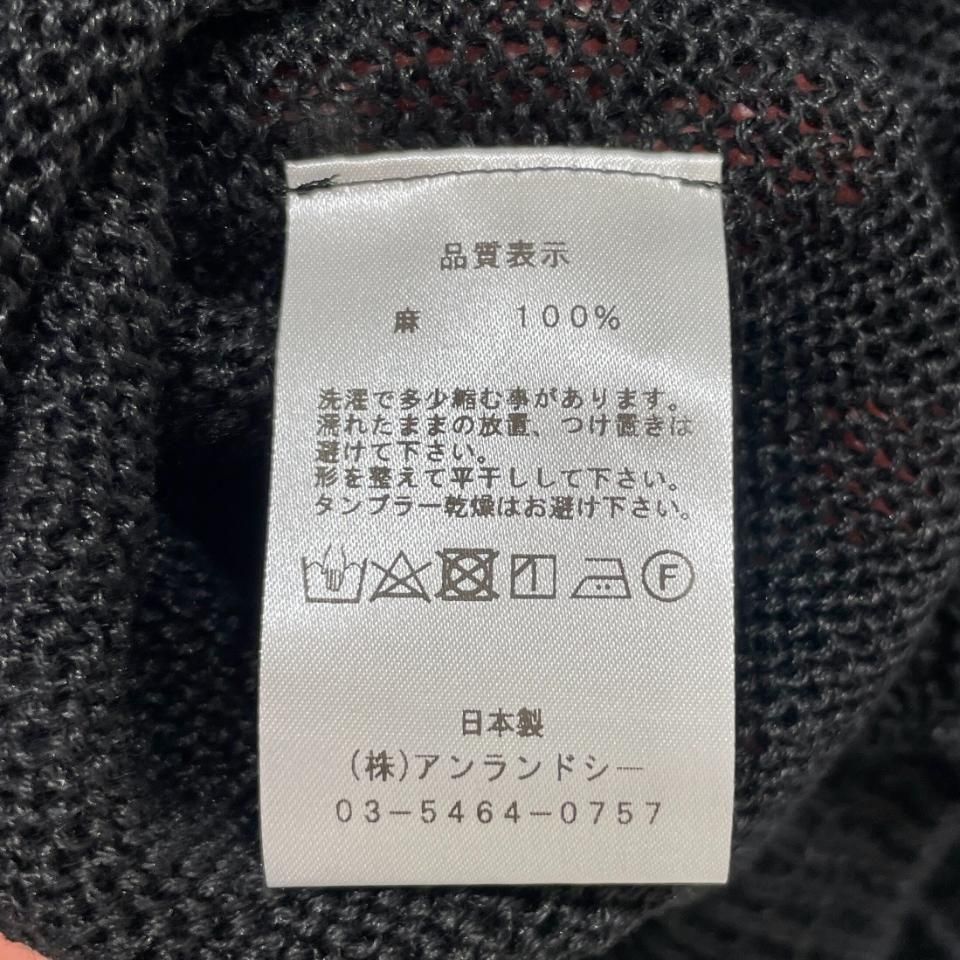 品質表示
麻 100%
洗濯で多少縮む事があります。
濡れたままの放置、つけ置きは
避けて下さい。
形を整えて平干しして下さい。
タンブラー乾燥はお避け下さい。
F
日本製
(株)アンランドシー
03-5464-0757